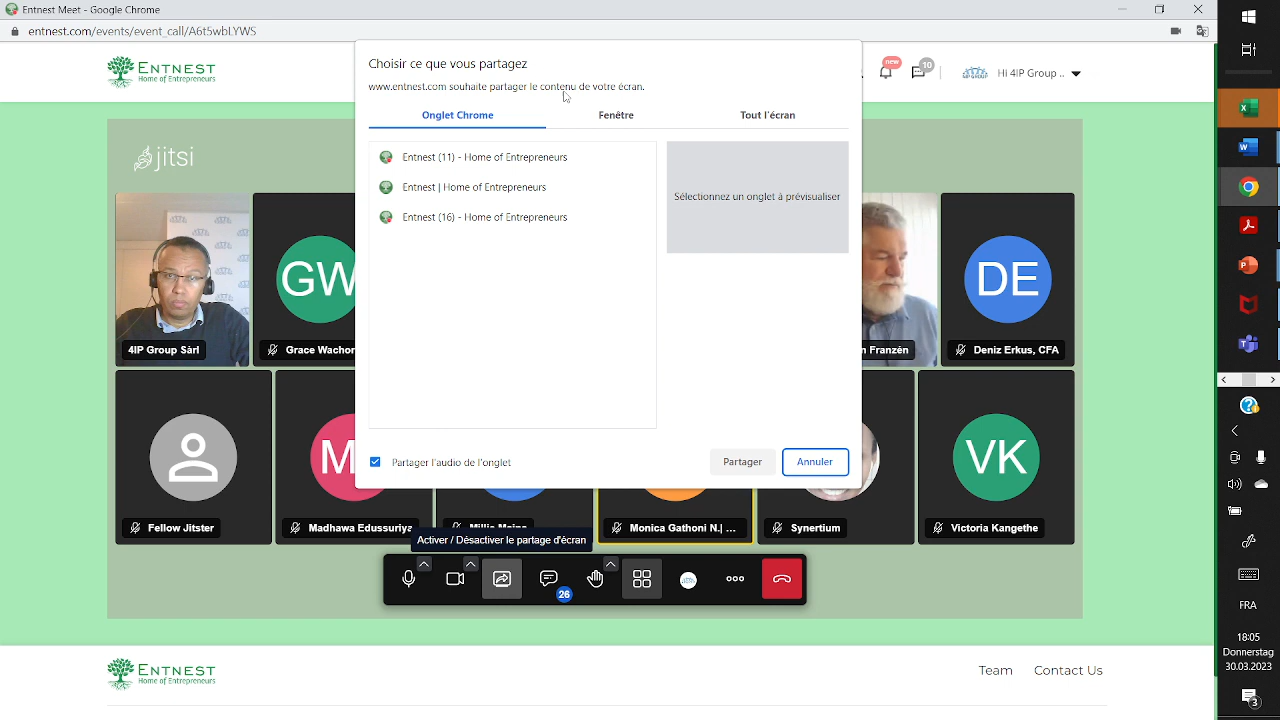 Entnest Meet - Google Chrome
entnest.com/events/event_call/A6t5wbLYWS
ENTNEST
Home of Entrepreneurs
new
10
Hi 4IP Group ..
Choisir ce que vous partagez
www.entnest.com souhaite partager le contenu de votre écran.
Onglet Chrome
Fenêtre
Tout l'écran
Entnest (11) - Home of Entrepreneurs
Entnest | Home of Entrepreneurs
Entnest (16) - Home of Entrepreneurs
Sélectionnez un onglet à prévisualiser
Partager l'audio de l'onglet
Partager
Annuler
jitsi
GW
DE
4IP Group Sàrl
Grace Wachor
n Franzén
Deniz Erkus, CFA
M
VK
Fellow Jitster
Madhawa Edussuriya
Monica Gathoni N.| ...
Synertium
Victoria Kangethe
Activer / Désactiver le partage d'écran
26
ENTNEST
Home of Entrepreneurs
Team
Contact Us
FRA
18:05
Donnerstag
30.03.2023
3